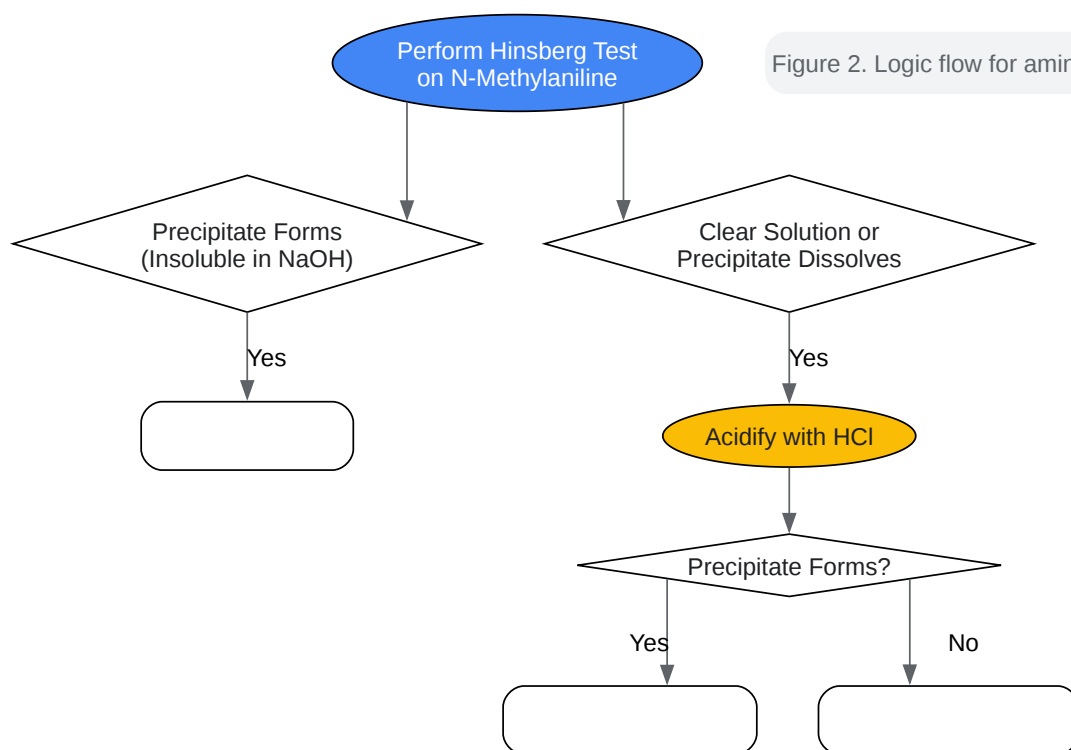 Perform Hinsberg Test
on N-Methylaniline
Figure 2. Logic flow for amin
Precipitate Forms
(Insoluble in NaOH)
Clear Solution or
Precipitate Dissolves
Yes
Yes
Acidify with HCl
Precipitate Forms?
Yes
No